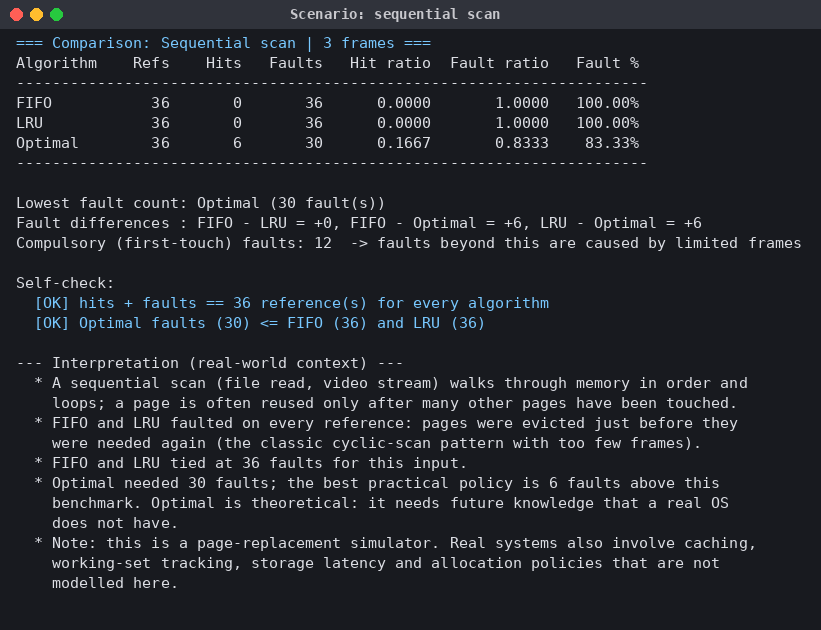 Scenario: sequential scan
=== Comparison: Sequential scan | 3 frames ===
Algorithm    Refs    Hits   Faults   Hit ratio  Fault ratio   Fault %
----------------------------------------------------------------------
FIFO           36       0       36      0.0000       1.0000   100.00%
LRU            36       0       36      0.0000       1.0000   100.00%
Optimal        36       6       30      0.1667       0.8333    83.33%
----------------------------------------------------------------------
Lowest fault count: Optimal (30 fault(s))
Fault differences : FIFO - LRU = +0, FIFO - Optimal = +6, LRU - Optimal = +6
Compulsory (first-touch) faults: 12  -> faults beyond this are caused by limited frames
Self-check:
  [OK] hits + faults == 36 reference(s) for every algorithm
  [OK] Optimal faults (30) <= FIFO (36) and LRU (36)
--- Interpretation (real-world context) ---
  * A sequential scan (file read, video stream) walks through memory in order and
    loops; a page is often reused only after many other pages have been touched.
  * FIFO and LRU faulted on every reference: pages were evicted just before they
    were needed again (the classic cyclic-scan pattern with too few frames).
  * FIFO and LRU tied at 36 faults for this input.
  * Optimal needed 30 faults; the best practical policy is 6 faults above this
    benchmark. Optimal is theoretical: it needs future knowledge that a real OS
    does not have.
  * Note: this is a page-replacement simulator. Real systems also involve caching,
    working-set tracking, storage latency and allocation policies that are not
    modelled here.